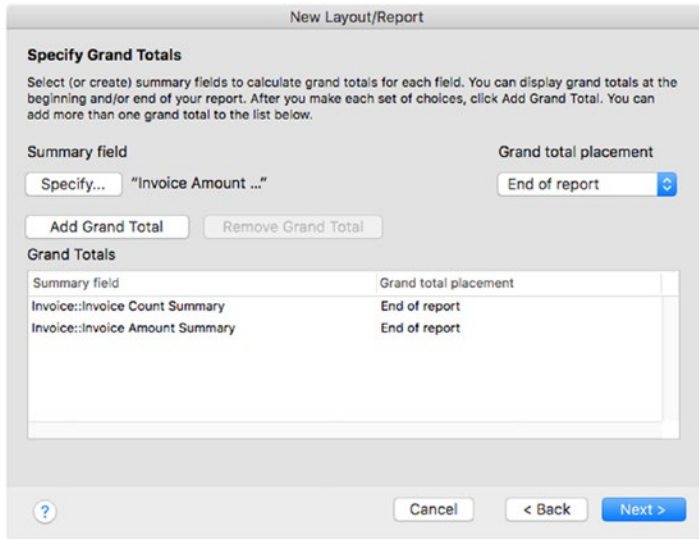 New Layout/Report
Specify Grand Totals
Select (or create) summary fields to calculate grand totals for each field. You can display grand totals at the
beginning and/or end of your report. After you make each set of choices, click Add Grand Total. You can
add more than one grand total to the list below.
Summary field
Grand total placement
Specify... "Invoice Amount ..."
End of report
Add Grand Total
Remove Grand Total
Grand Totals
Summary field
Grand total placement
Invoice::Invoice Count Summary
End of report
Invoice::Invoice Amount Summary
End of report
?
Cancel
< Back
Next >